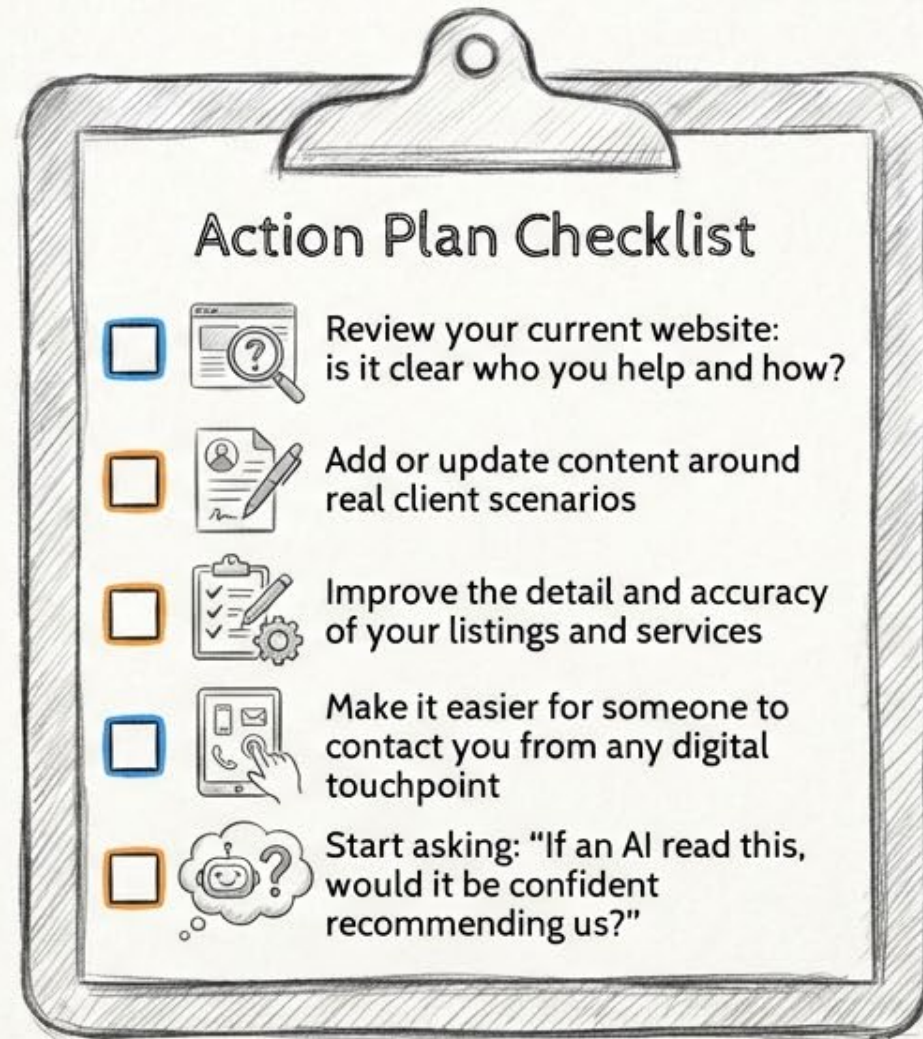 Action Plan Checklist
Review your current website:
is it clear who you help and how?
Add or update content around
real client scenarios
Improve the detail and accuracy
of your listings and services
Make it easier for someone to
contact you from any digital
touchpoint
Start asking: “If an AI read this,
would it be confident
recommending us?”